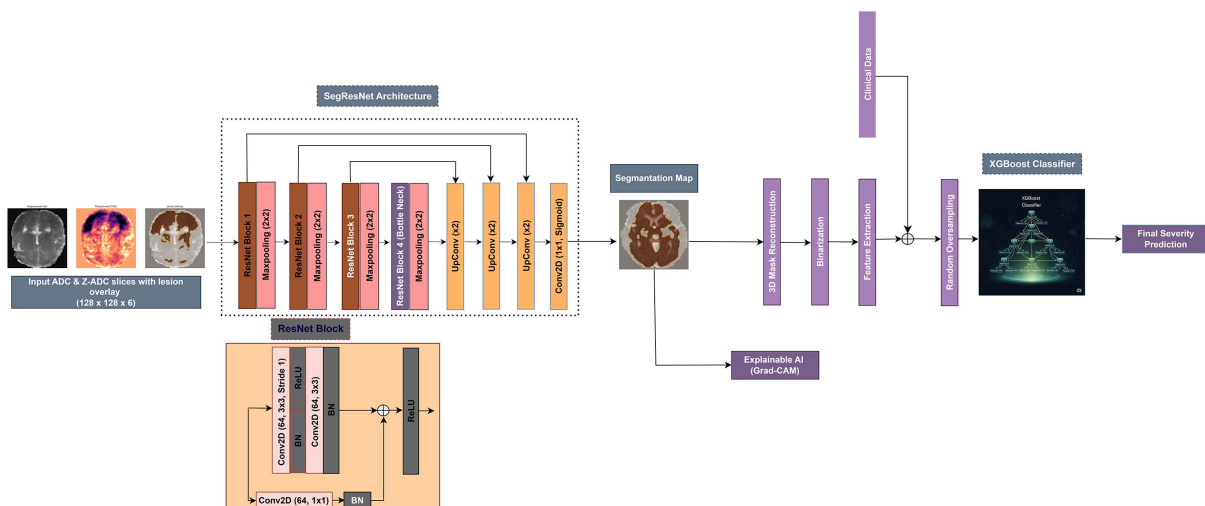 SegResNet Architecture
ResNet Block 1
Maxpooling (2x2)
ResNet Block 2
Maxpooling (2x2)
ResNet Block 3
Maxpooling (2x2)
ResNet Block 4 (Bottle Neck)
Maxpooling (2x2)
UpConv (x2)
UpConv (x2)
UpConv (x2)
Conv2D (1x1, Sigmoid)
Input ADC & Z-ADC slices with lesion
overlay
(128 x 128 x 6)
ResNet Block
Conv2D (64, 3x3, Stride 1)
BN
ReLU
Conv2D (64, 3x3)
BN
ReLU
Conv2D (64, 1x1)
BN
Segmantation Map
Explainable AI
(Grad-CAM)
3D Mask Reconstruction
Binarization
Feature Extraction
Clinical Data
Random Oversampling
XGBoost Classifier
XGBoost
Classifier
Final Severity
Prediction